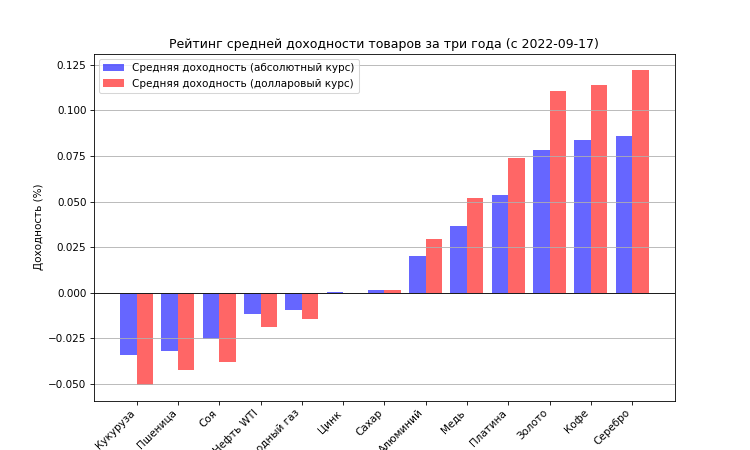 Рейтинг средней доходности товаров за три года (с 2022-09-17)
Средняя доходность (абсолютный курс)
Средняя доходность (долларовый курс)
Доходность (%)
0.125
0.100
0.075
0.050
0.025
0.000
−0.025
−0.050
Кукуруза
Пшеница
Соя
Нефть WTI
одный газ
Цинк
Сахар
Алюминий
Медь
Платина
Золото
Кофе
Серебро